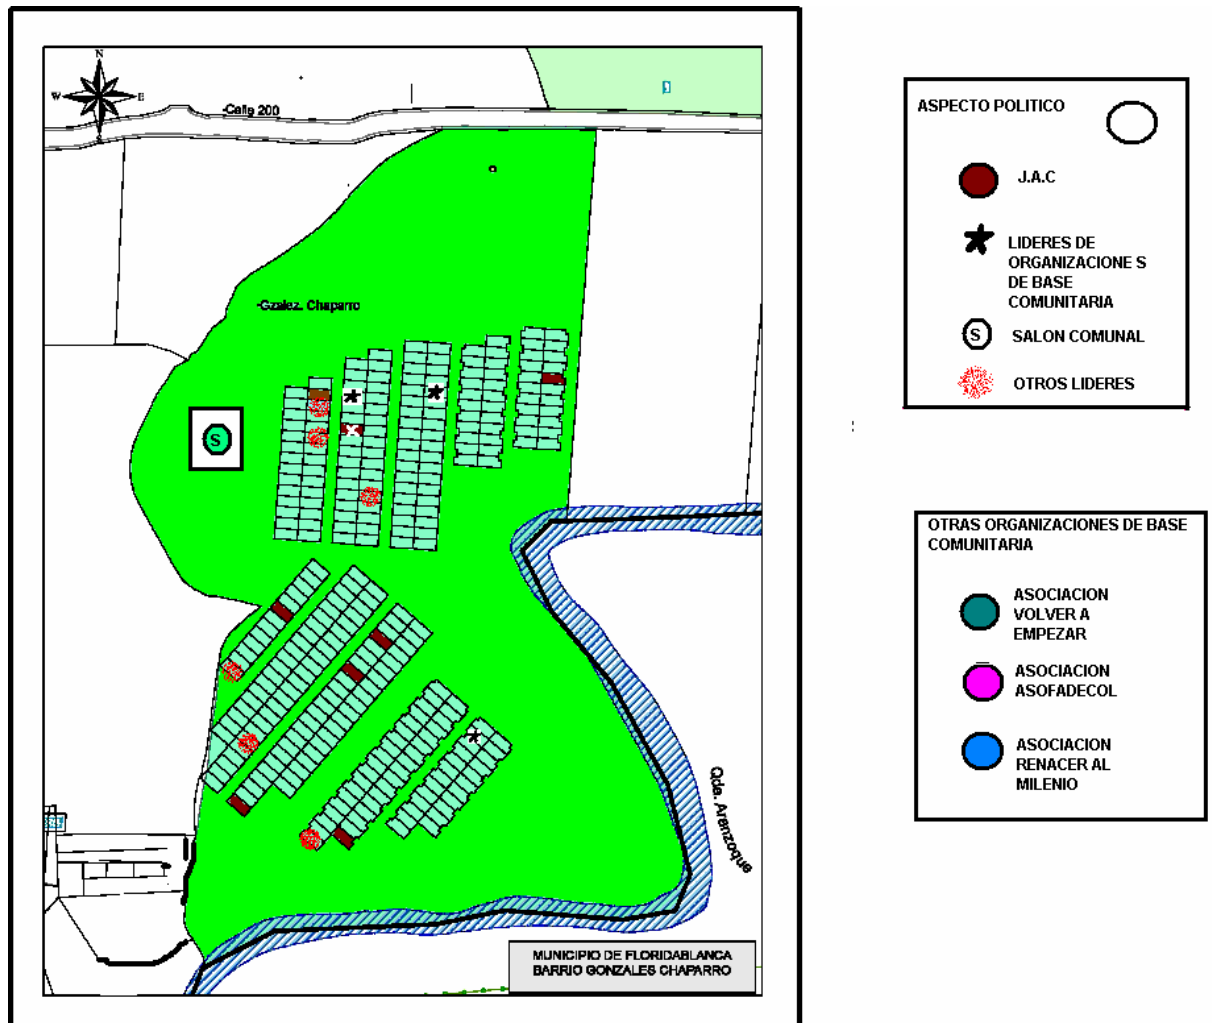 N
W
E
S
-Calle 200
-Gzalez. Chaparro
S
Qda. Aranzoque
MUNICIPIO DE FLORIDABLANCA
BARRIO GONZALES CHAPARRO
ASPECTO POLITICO
J.A.C
LIDERES DE
ORGANIZACIONE S
DE BASE
COMUNITARIA
S
SALON COMUNAL
OTROS LIDERES
OTRAS ORGANIZACIONES DE BASE
COMUNITARIA
ASOCIACION
VOLVER A
EMPEZAR
ASOCIACION
ASOFADECOL
ASOCIACION
RENACER AL
MILENIO